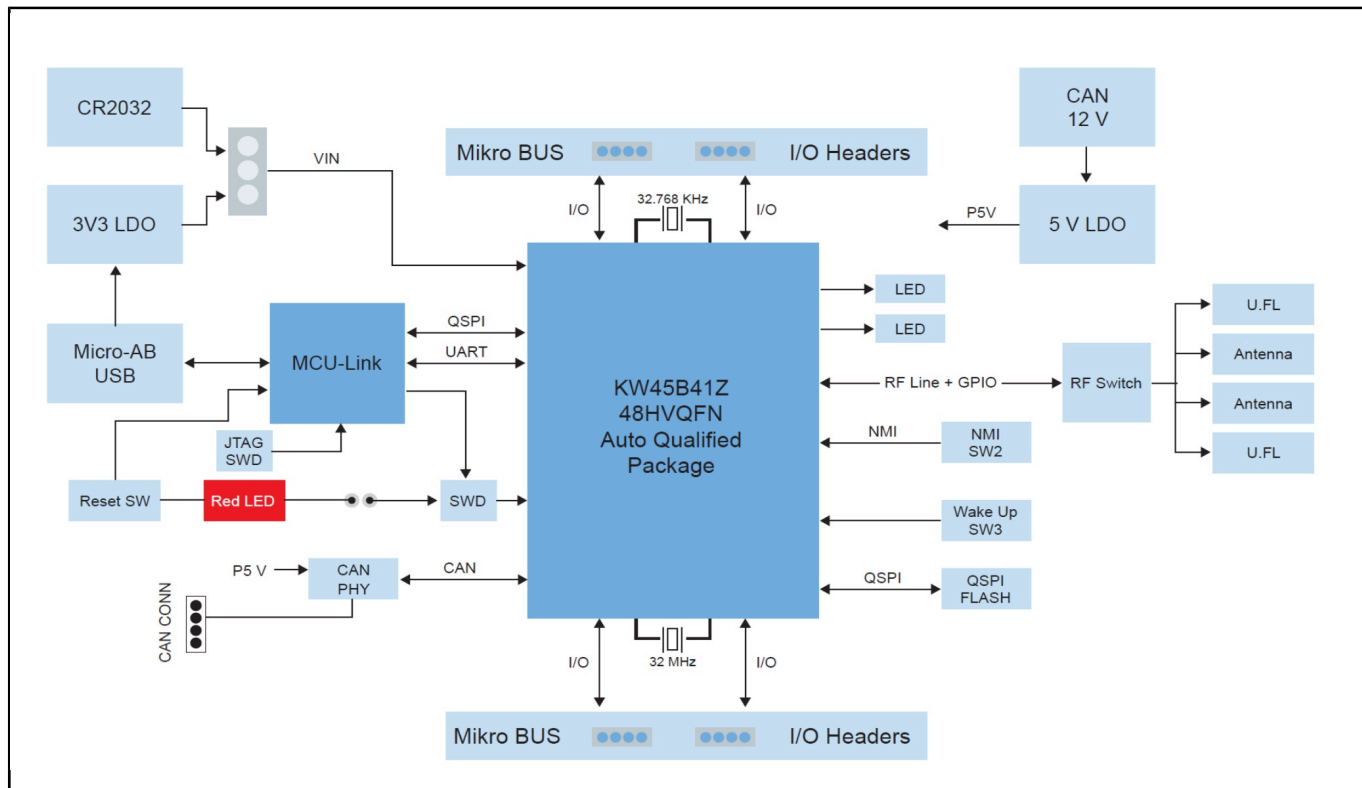 CR2032
3V3 LDO
Micro-AB
USB
VIN
MCU-Link
JTAG
SWD
Reset SW
Red LED
SWD
P5 V
CAN
PHY
CAN CONN
QSPI
UART
CAN
Mikro BUS
I/O Headers
I/O
32.768 KHz
I/O
KW45B41Z
48HVQFN
Auto Qualified
Package
I/O
32 MHz
I/O
Mikro BUS
I/O Headers
CAN
12 V
P5V
5 V LDO
LED
LED
RF Line + GPIO
RF Switch
U.FL
Antenna
Antenna
U.FL
NMI
NMI
SW2
Wake Up
SW3
QSPI
QSPI
FLASH